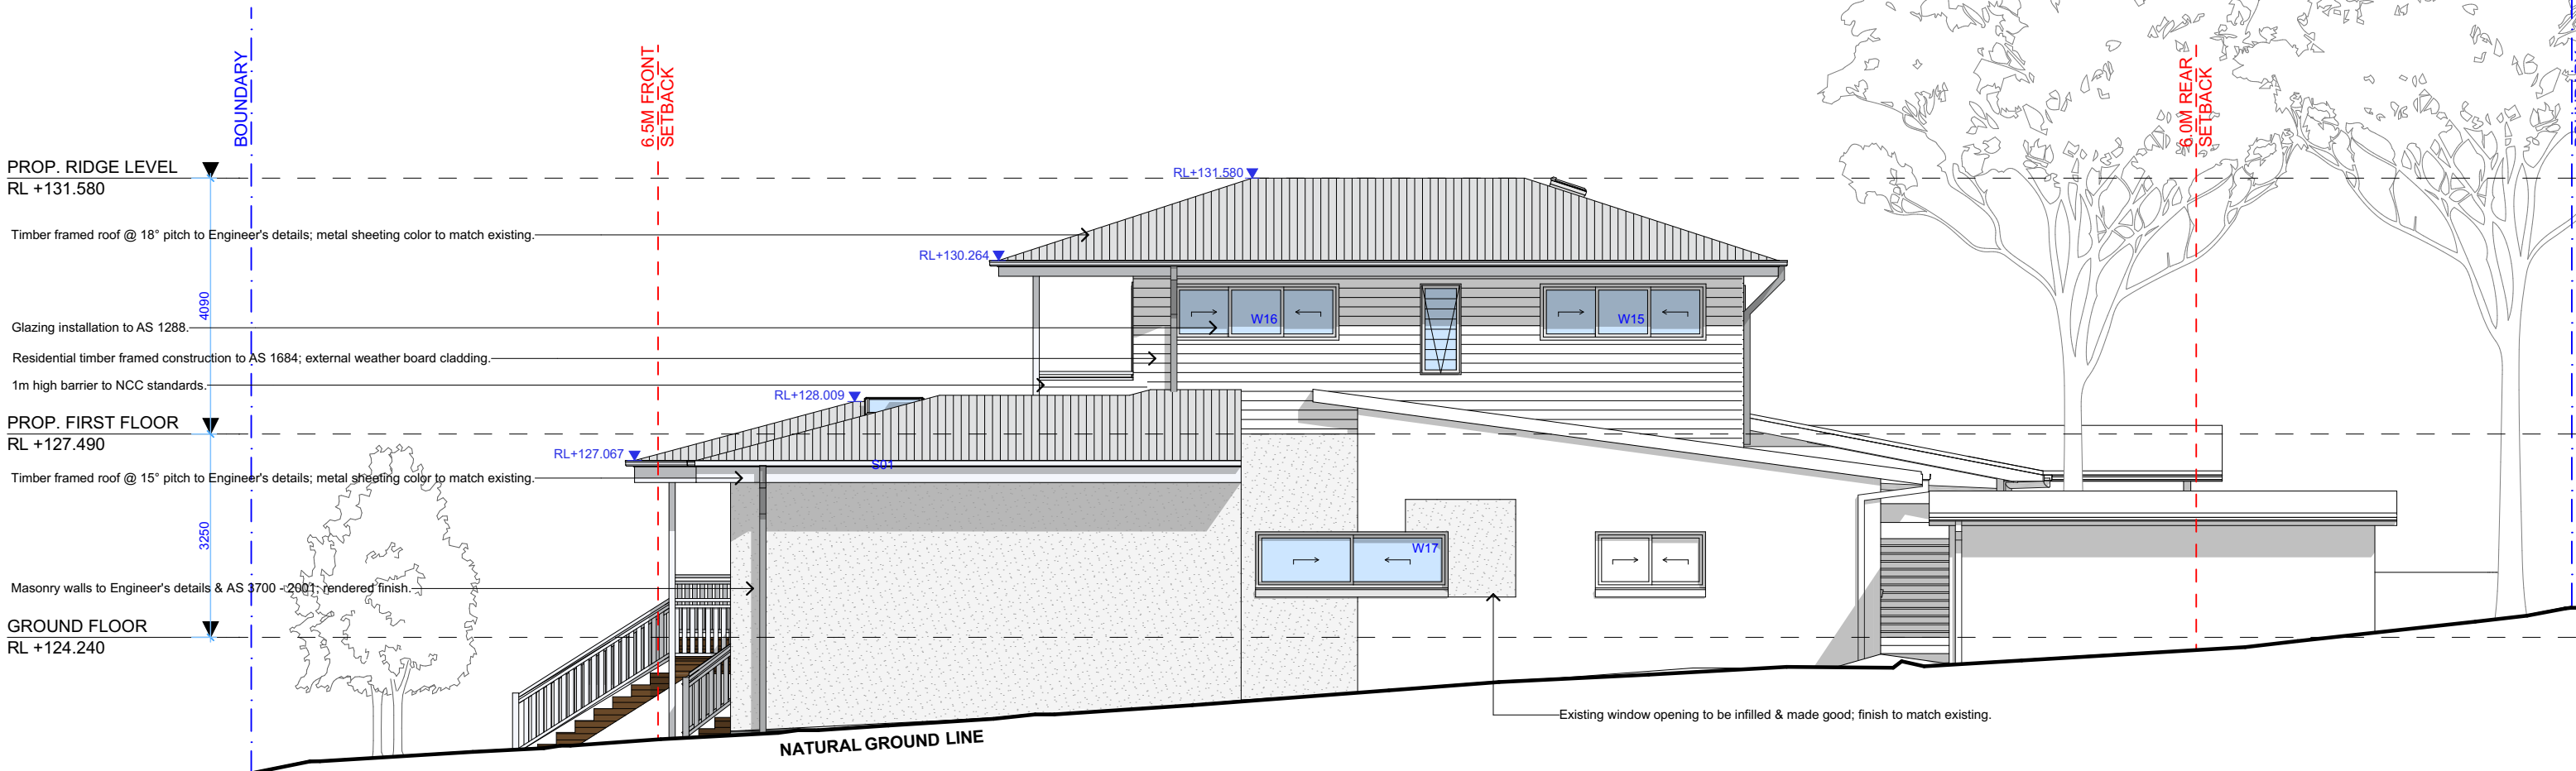 BOUNDARY
6.5M FRONT
SETBACK
6.0M REAR
SETBACK
PROP. RIDGE LEVEL
RL +131.580
RL+131.580
Timber framed roof @ 18° pitch to Engineer's details; metal sheeting color to match existing.
RL+130.264
4090
Glazing installation to AS 1288.
W16
W15
Residential timber framed construction to AS 1684; external weather board cladding.
1m high barrier to NCC standards.
RL+128.009
PROP. FIRST FLOOR
RL +127.490
RL+127.067
S01
Timber framed roof @ 15° pitch to Engineer's details; metal sheeting color to match existing.
3250
W17
Masonry walls to Engineer's details & AS 3700 - 2001; rendered finish.
GROUND FLOOR
RL +124.240
Existing window opening to be infilled & made good; finish to match existing.
NATURAL GROUND LINE